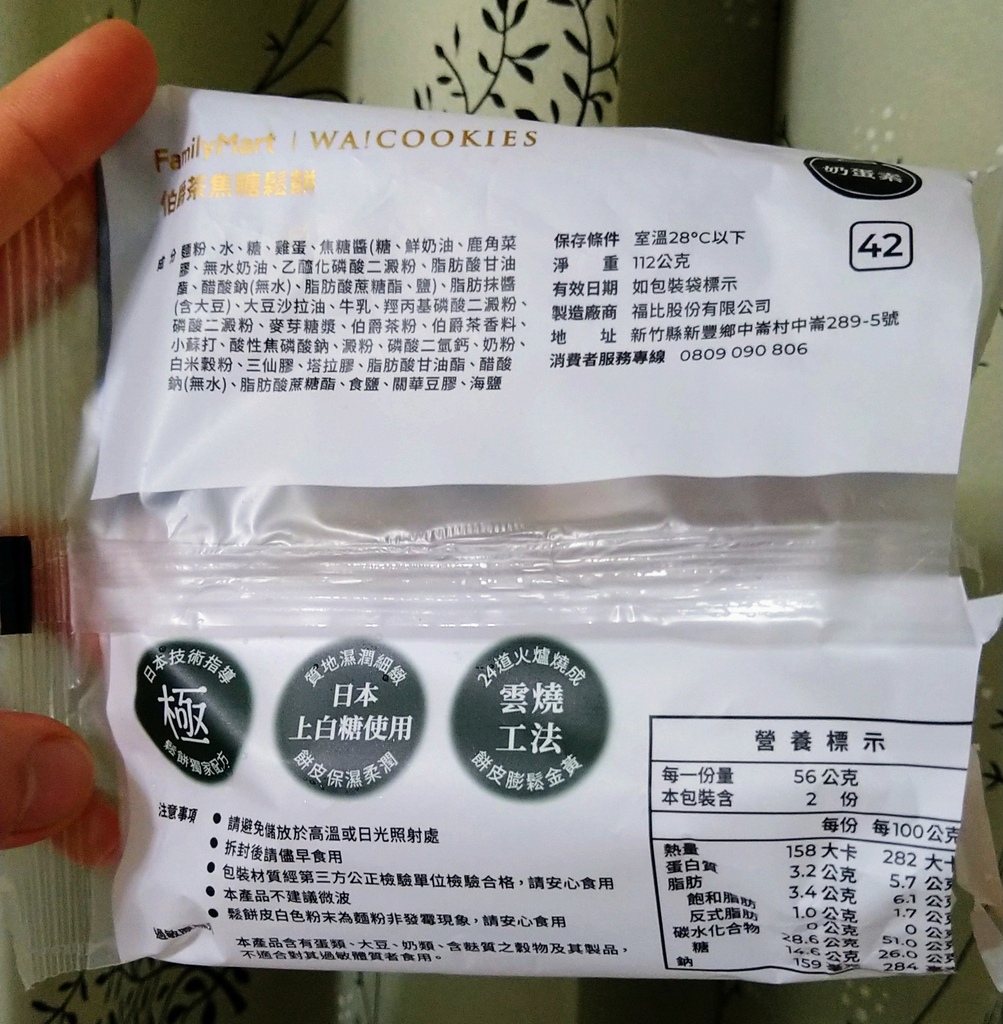 FamilyMart | WA!COOKIES
伯爵茶焦糖鬆餅
奶蛋素
成分 麵粉、水、糖、雞蛋、焦糖醬(糖、鮮奶油、鹿角菜
膠、無水奶油、乙醯化磷酸二澱粉、脂肪酸甘油
酯、醋酸鈉(無水)、脂肪酸蔗糖酯、鹽)、脂肪抹醬
(含大豆)、大豆沙拉油、牛乳、羥丙基磷酸二澱粉、
磷酸二澱粉、麥芽糖漿、伯爵茶粉、伯爵茶香料、
小蘇打、酸性焦磷酸鈉、澱粉、磷酸二氫鈣、奶粉、
白米穀粉、三仙膠、塔拉膠、脂肪酸甘油酯、醋酸
鈉(無水)、脂肪酸蔗糖酯、食鹽、關華豆膠、海鹽
保存條件 室溫28°C以下
淨 重 112公克
有效日期 如包裝袋標示
製造廠商 福比股份有限公司
地 址 新竹縣新豐鄉中崙村中崙289-5號
消費者服務專線 0809 090 806
42
日本技術指導
極
鬆餅獨家配方
質地濕潤細緻
日本
上白糖使用
餅皮保濕柔潤
24道火爐燒成
雲燒
工法
餅皮膨鬆金黃
注意事項
● 請避免儲放於高溫或日光照射處
● 拆封後請儘早食用
● 包裝材質經第三方公正檢驗單位檢驗合格，請安心食用
● 本產品不建議微波
● 鬆餅皮白色粉末為麵粉非發霉現象，請安心食用
本產品含有蛋類、大豆、奶類、含麩質之穀物及其製品，
不適合對其過敏體質者食用。
營養標示
每一份量 56 公克
本包裝含 2 份
每份 每100公克
熱量 158 大卡 282 大卡
蛋白質 3.2 公克 5.7 公克
脂肪 3.4 公克 6.1 公克
飽和脂肪 1.0 公克 1.7 公克
反式脂肪 0 公克 0 公克
碳水化合物 28.6 公克 51.0 公克
糖 14.6 公克 26.0 公克
鈉 159 毫克 284 毫克